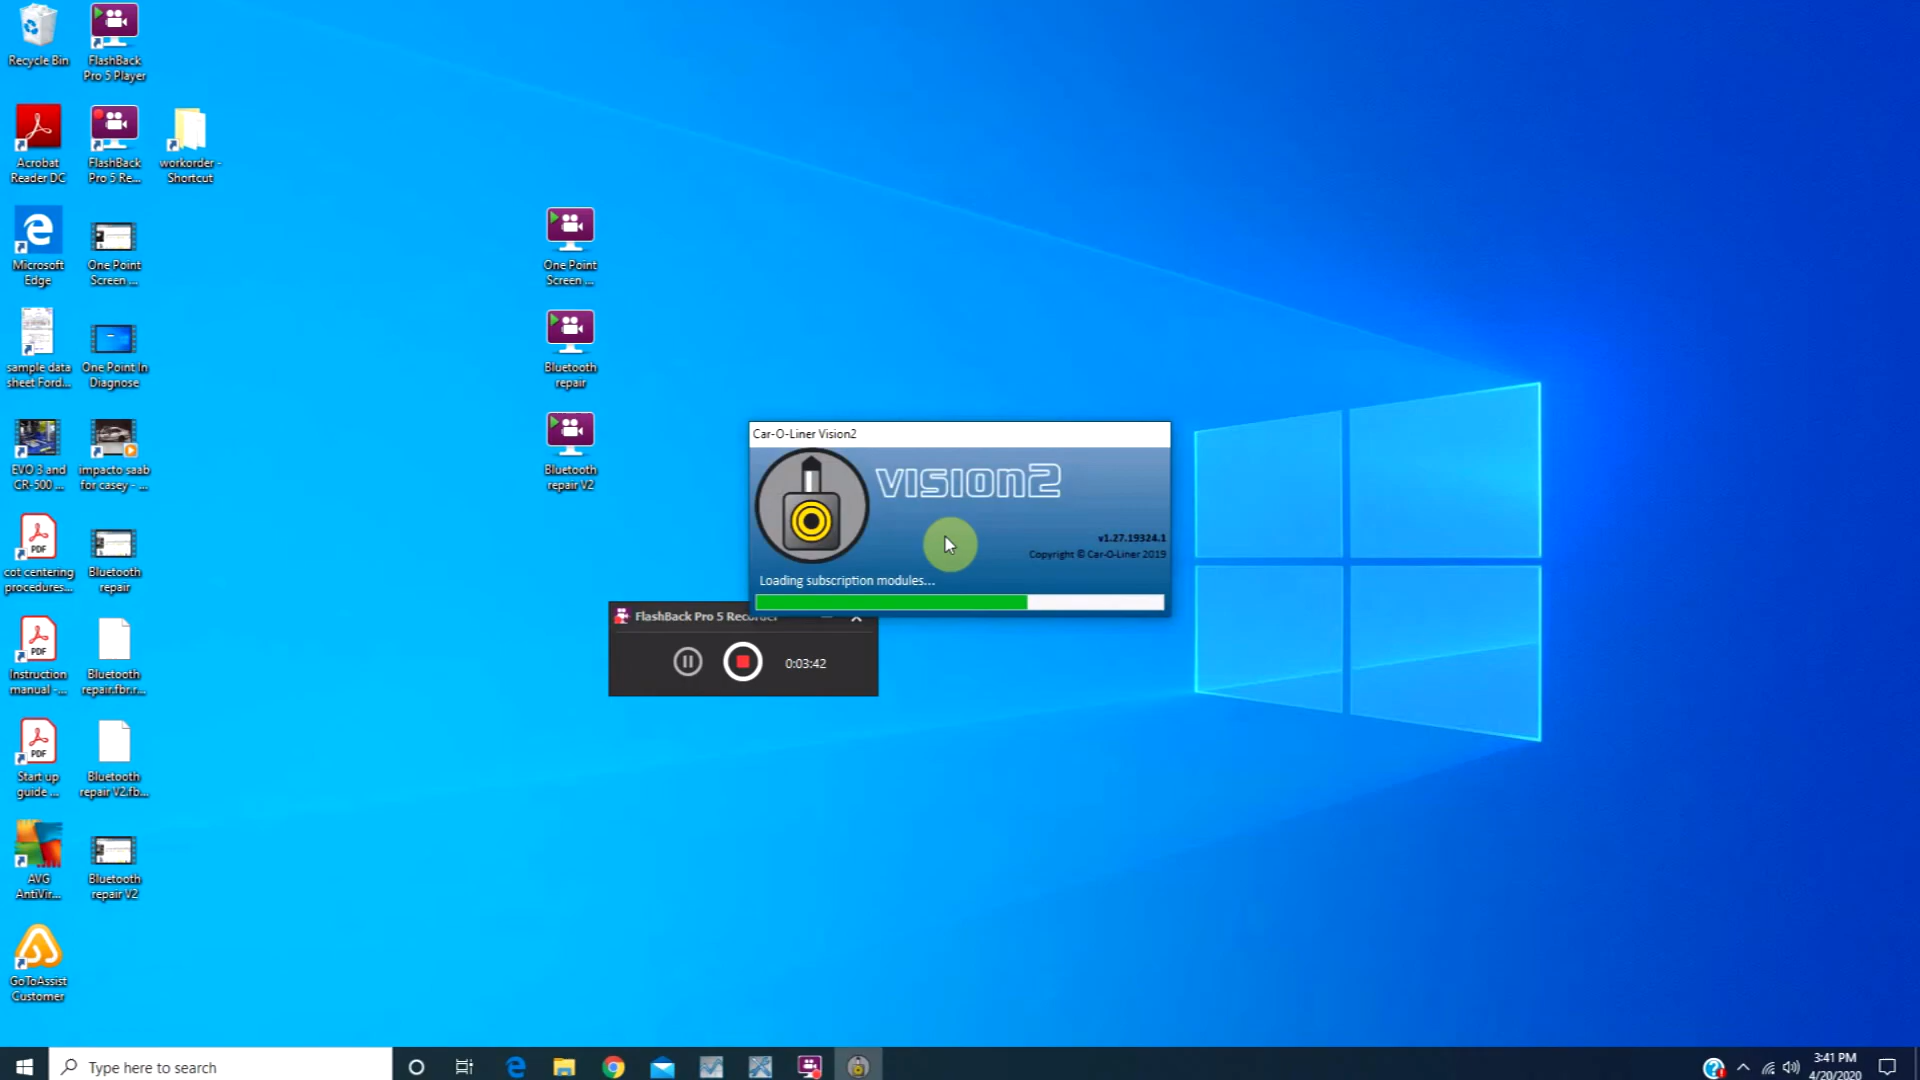 Recycle Bin
FlashBack
Pro 5 Player
Acrobat
Reader DC
FlashBack
Pro 5 Re...
workorder -
Shortcut
Microsoft
Edge
One Point
Screen ...
One Point
Screen ...
sample data
sheet Ford...
One Point In
Diagnose
Bluetooth
repair
EVO 3 and
CR-500 ...
impacto saab
for casey - ...
Bluetooth
repair V2
Car-O-Liner Vision2
vision2
v1.27.19324.1
Copyright © Car-O-Liner 2019
Loading subscription modules...
FlashBack Pro 5 Recorder
0:03:42
PDF
cot centering
procedures...
Bluetooth
repair
PDF
Instruction
manual -...
Bluetooth
repair.fbr.r...
PDF
Start up
guide ...
Bluetooth
repair V2.fb...
AVG
AntiVir...
Bluetooth
repair V2
GoToAssist
Customer
Type here to search
3:41 PM
4/20/2020